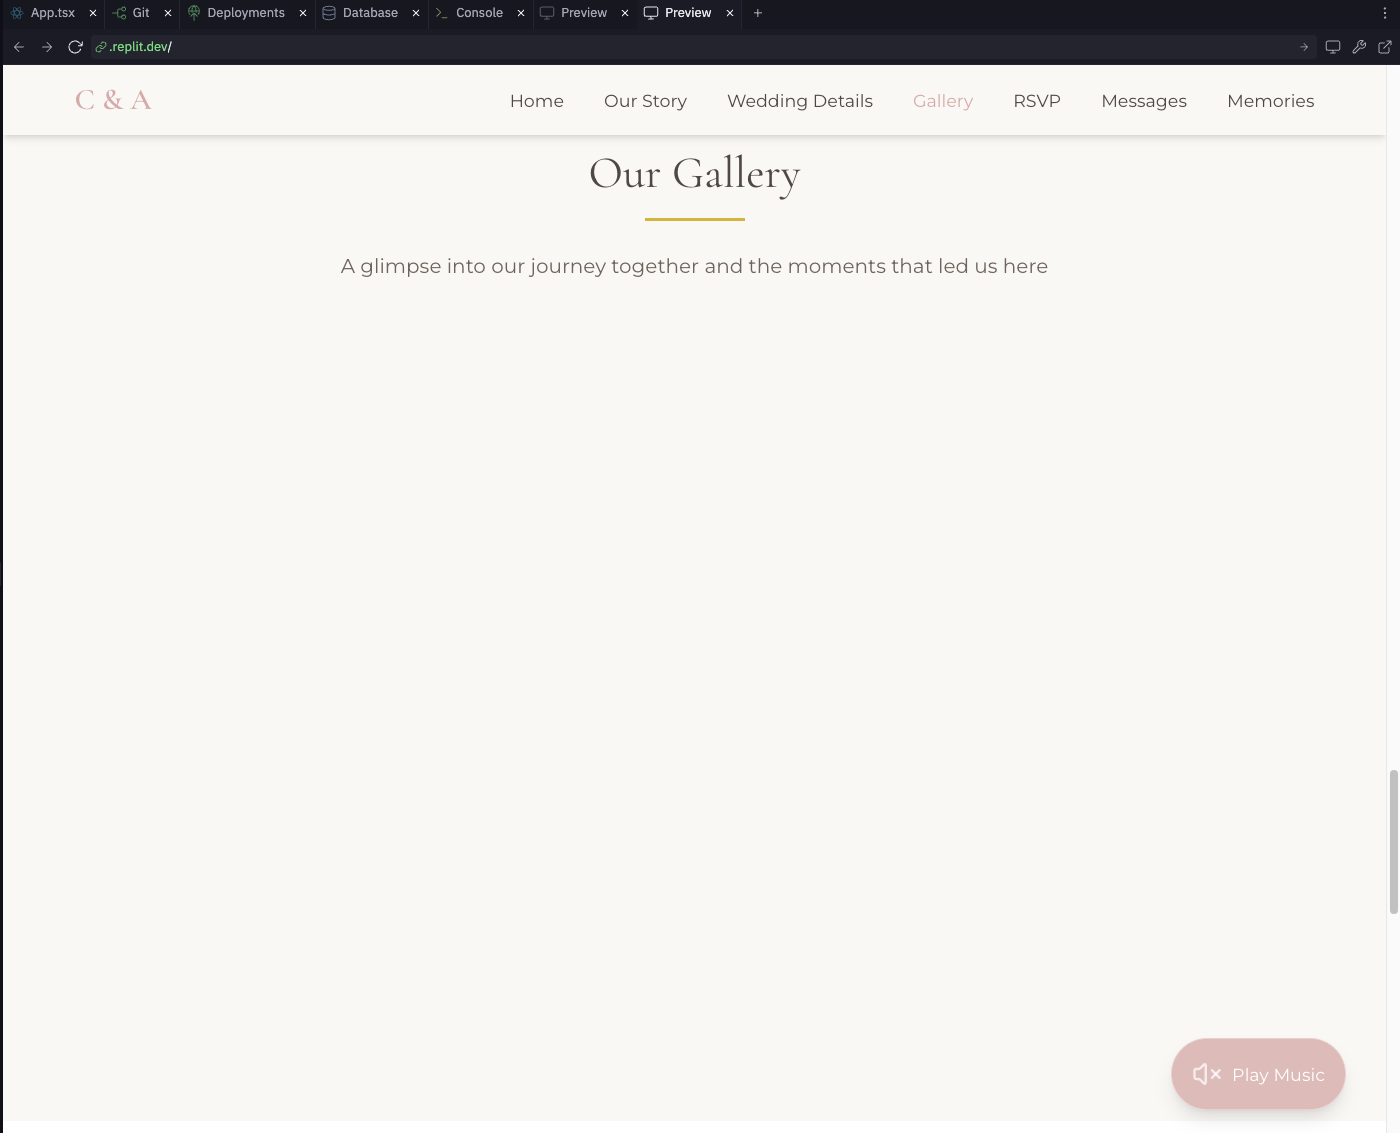 App.tsx Git Deployments Database Console Preview Preview
.replit.dev/
C & A Home Our Story Wedding Details Gallery RSVP Messages Memories
Our Gallery
A glimpse into our journey together and the moments that led us here
Play Music